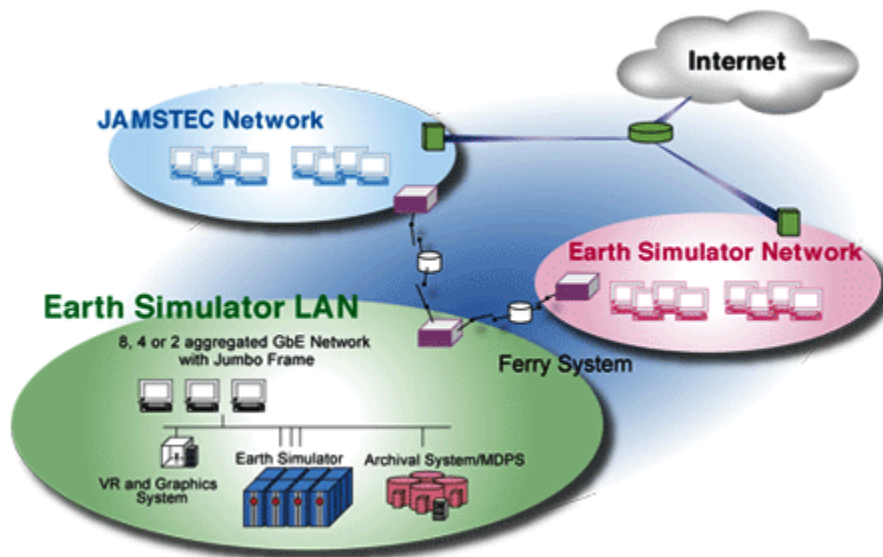 Internet
JAMSTEC Network
Earth Simulator Network
Earth Simulator LAN
8, 4 or 2 aggregated GbE Network
with Jumbo Frame
Ferry System
Earth Simulator
Archival System/MDPS
VR and Graphics
System